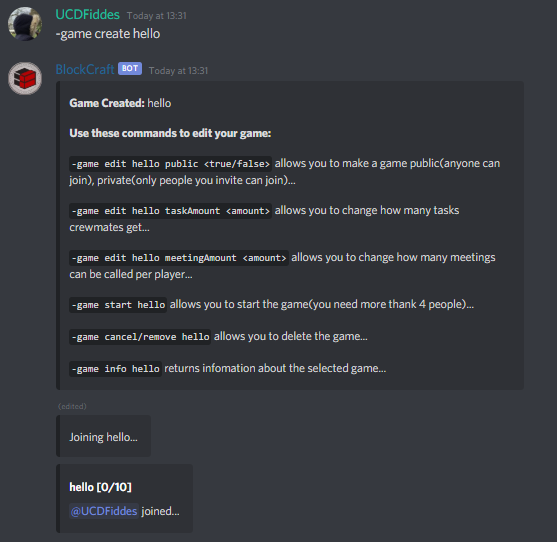 UCDFiddes Today at 13:31
-game create hello
BlockCraft BOT Today at 13:31
Game Created: hello
Use these commands to edit your game:
-game edit hello public <true/false> allows you to make a game public(anyone can
join), private(only people you invite can join)...
-game edit hello taskAmount <amount> allows you to change how many tasks
crewmates get...
-game edit hello meetingAmount <amount> allows you to change how many meetings
can be called per player...
-game start hello allows you to start the game(you need more thank 4 people)...
-game cancel/remove hello allows you to delete the game...
-game info hello returns infomation about the selected game...
(edited)
Joining hello...
hello [0/10]
@UCDFiddes joined...